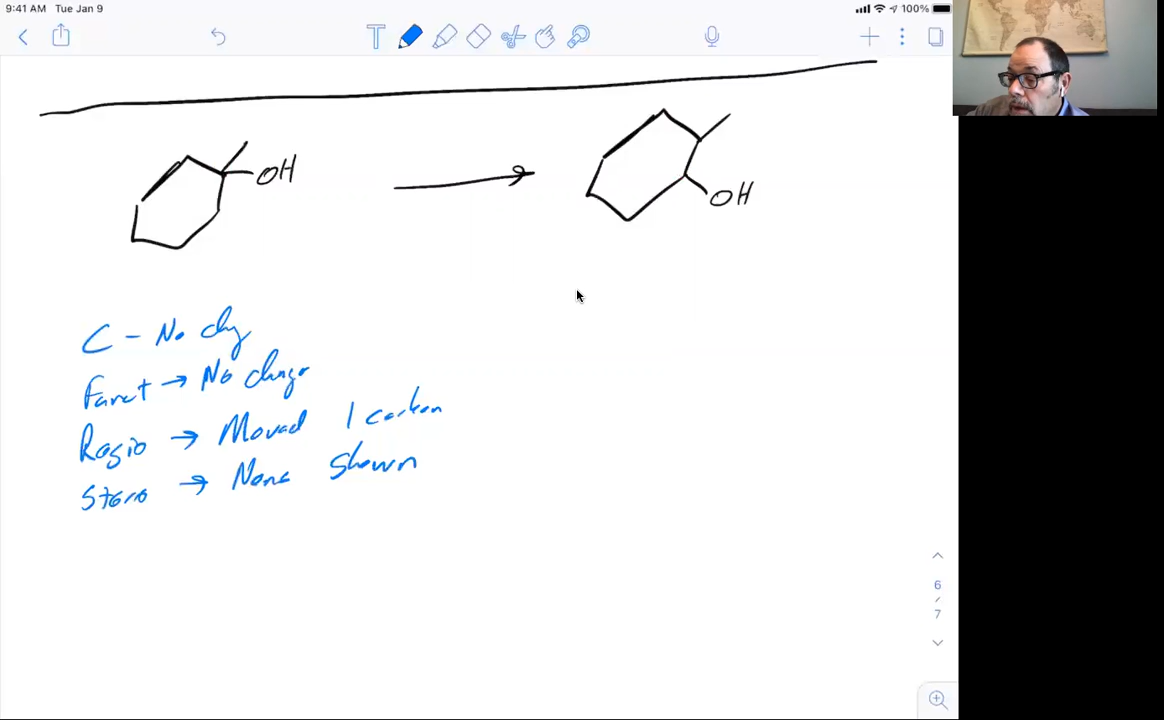 9:41 AM Tue Jan 9
100%
T
OH
OH
C - No chg
Funct → No change
Regio → Moved 1 carbon
Stereo → None shown
6
/
7